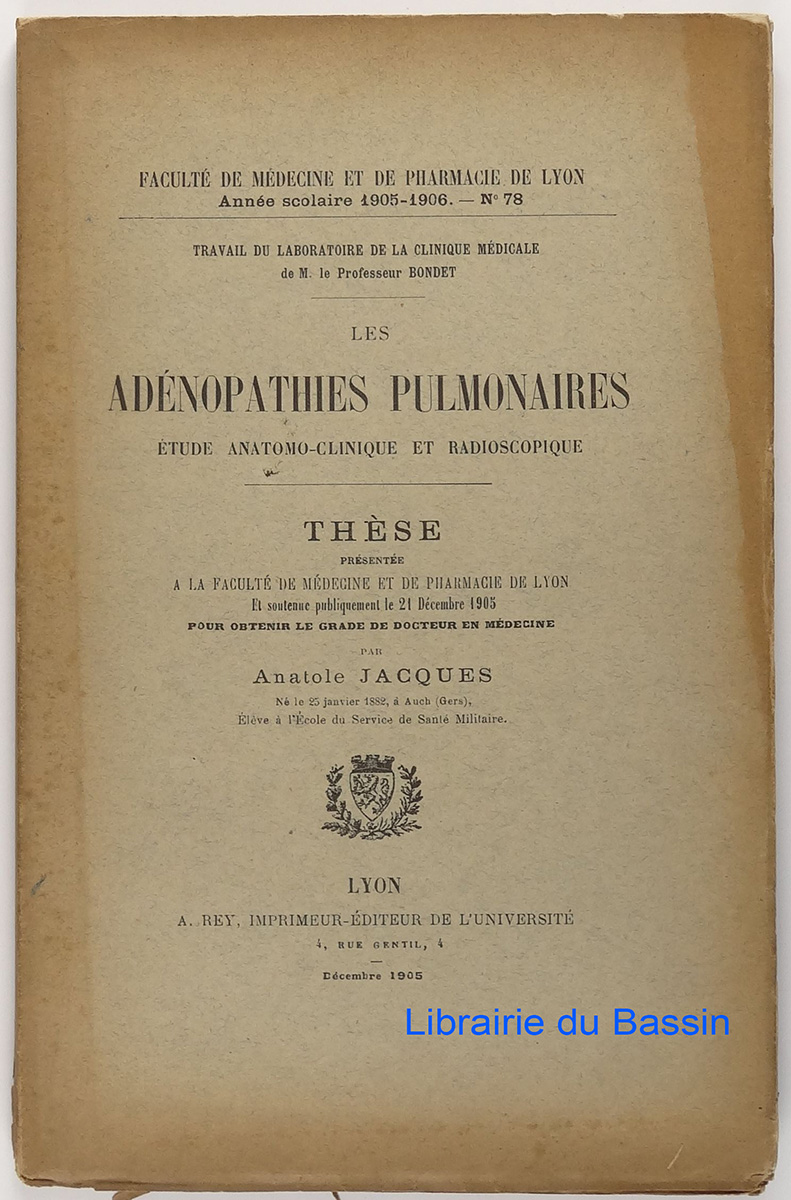 FACULTÉ DE MÉDECINE ET DE PHARMACIE DE LYON
Année scolaire 1905-1906. — N° 78
TRAVAIL DU LABORATOIRE DE LA CLINIQUE MÉDICALE
de M. le Professeur BONDET
LES
ADÉNOPATHIES PULMONAIRES
ÉTUDE ANATOMO-CLINIQUE ET RADIOSCOPIQUE
THÈSE
PRÉSENTÉE
A LA FACULTÉ DE MÉDECINE ET DE PHARMACIE DE LYON
Et soutenue publiquement le 21 Décembre 1905
POUR OBTENIR LE GRADE DE DOCTEUR EN MÉDECINE
PAR
Anatole JACQUES
Né le 25 janvier 1882, à Auch (Gers),
Élève à l'École du Service de Santé Militaire.
LYON
A. REY, IMPRIMEUR-ÉDITEUR DE L'UNIVERSITÉ
4, RUE GENTIL, 4
Décembre 1905
Librairie du Bassin